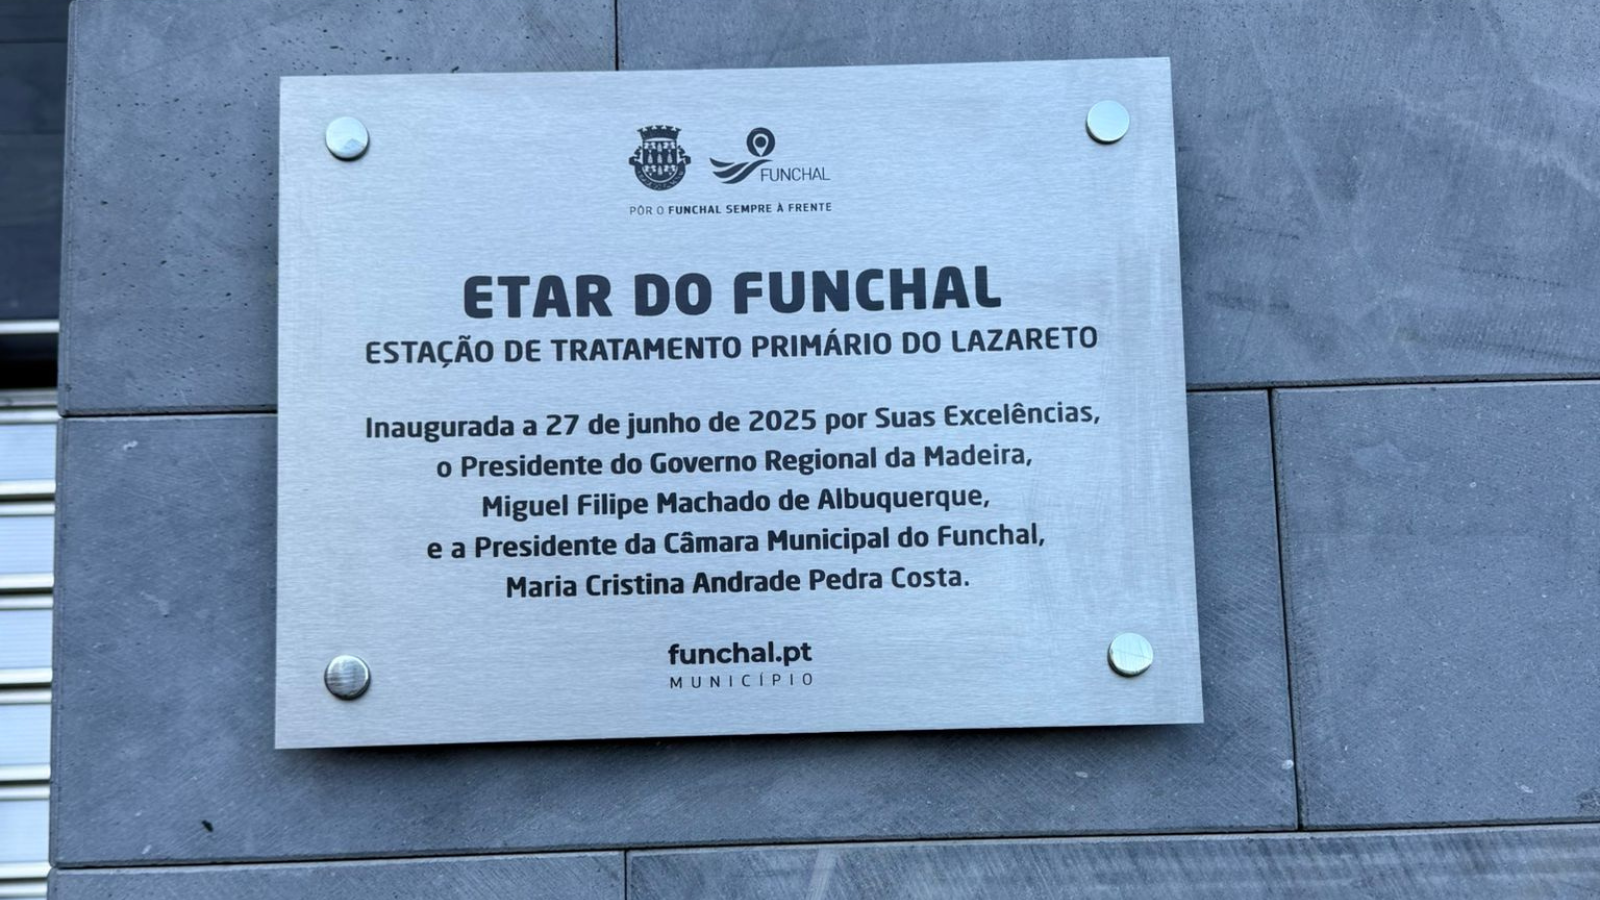 FUNCHAL
PÔR O FUNCHAL SEMPRE À FRENTE
ETAR DO FUNCHAL
ESTAÇÃO DE TRATAMENTO PRIMÁRIO DO LAZARETO
Inaugurada a 27 de junho de 2025 por Suas Excelências,
o Presidente do Governo Regional da Madeira,
Miguel Filipe Machado de Albuquerque,
e a Presidente da Câmara Municipal do Funchal,
Maria Cristina Andrade Pedra Costa.
funchal.pt
MUNICÍPIO